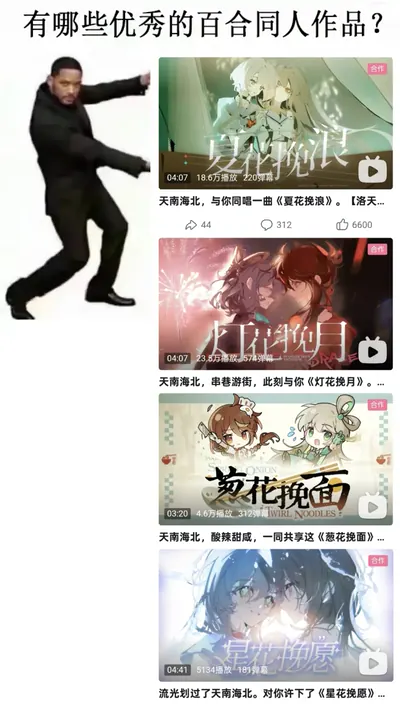 有哪些优秀的百合同人作品？
合作
夏花挽浪
04:07 18.6万播放 220弹幕
天南海北，与你同唱一曲《夏花挽浪》。【洛天...
44 312 6600
合作
灯花挽月
04:07 23.8万播放 574弹幕
天南海北，串巷游街，此刻与你《灯花挽月》。...
合作
葱花挽面
SWIRL NOODLES
03:20 4.6万播放 312弹幕
天南海北，酸辣甜咸，一同共享这《葱花挽面》...
合作
星花挽愿
04:41 5134播放 181弹幕
流光划过了天南海北。对你许下了《星花挽愿》...